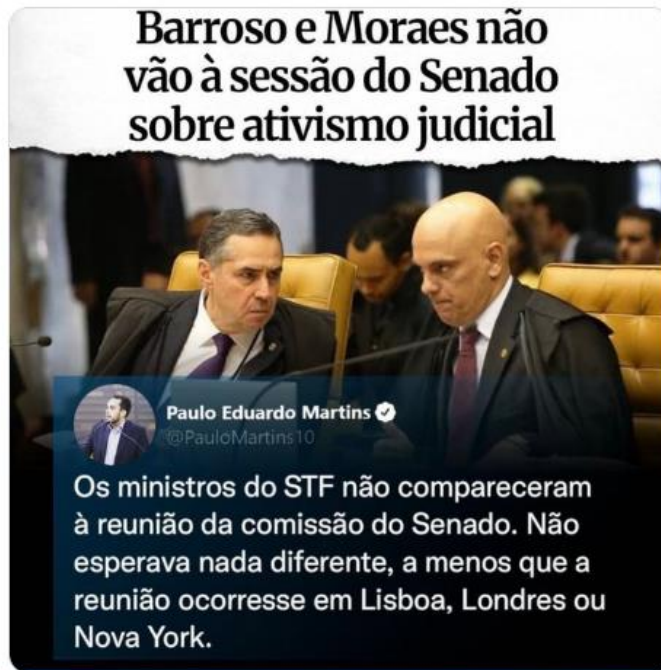 Barroso e Moraes não
vão à sessão do Senado
sobre ativismo judicial
Paulo Eduardo Martins
@PauloMartins10
Os ministros do STF não compareceram
à reunião da comissão do Senado. Não
esperava nada diferente, a menos que a
reunião ocorresse em Lisboa, Londres ou
Nova York.